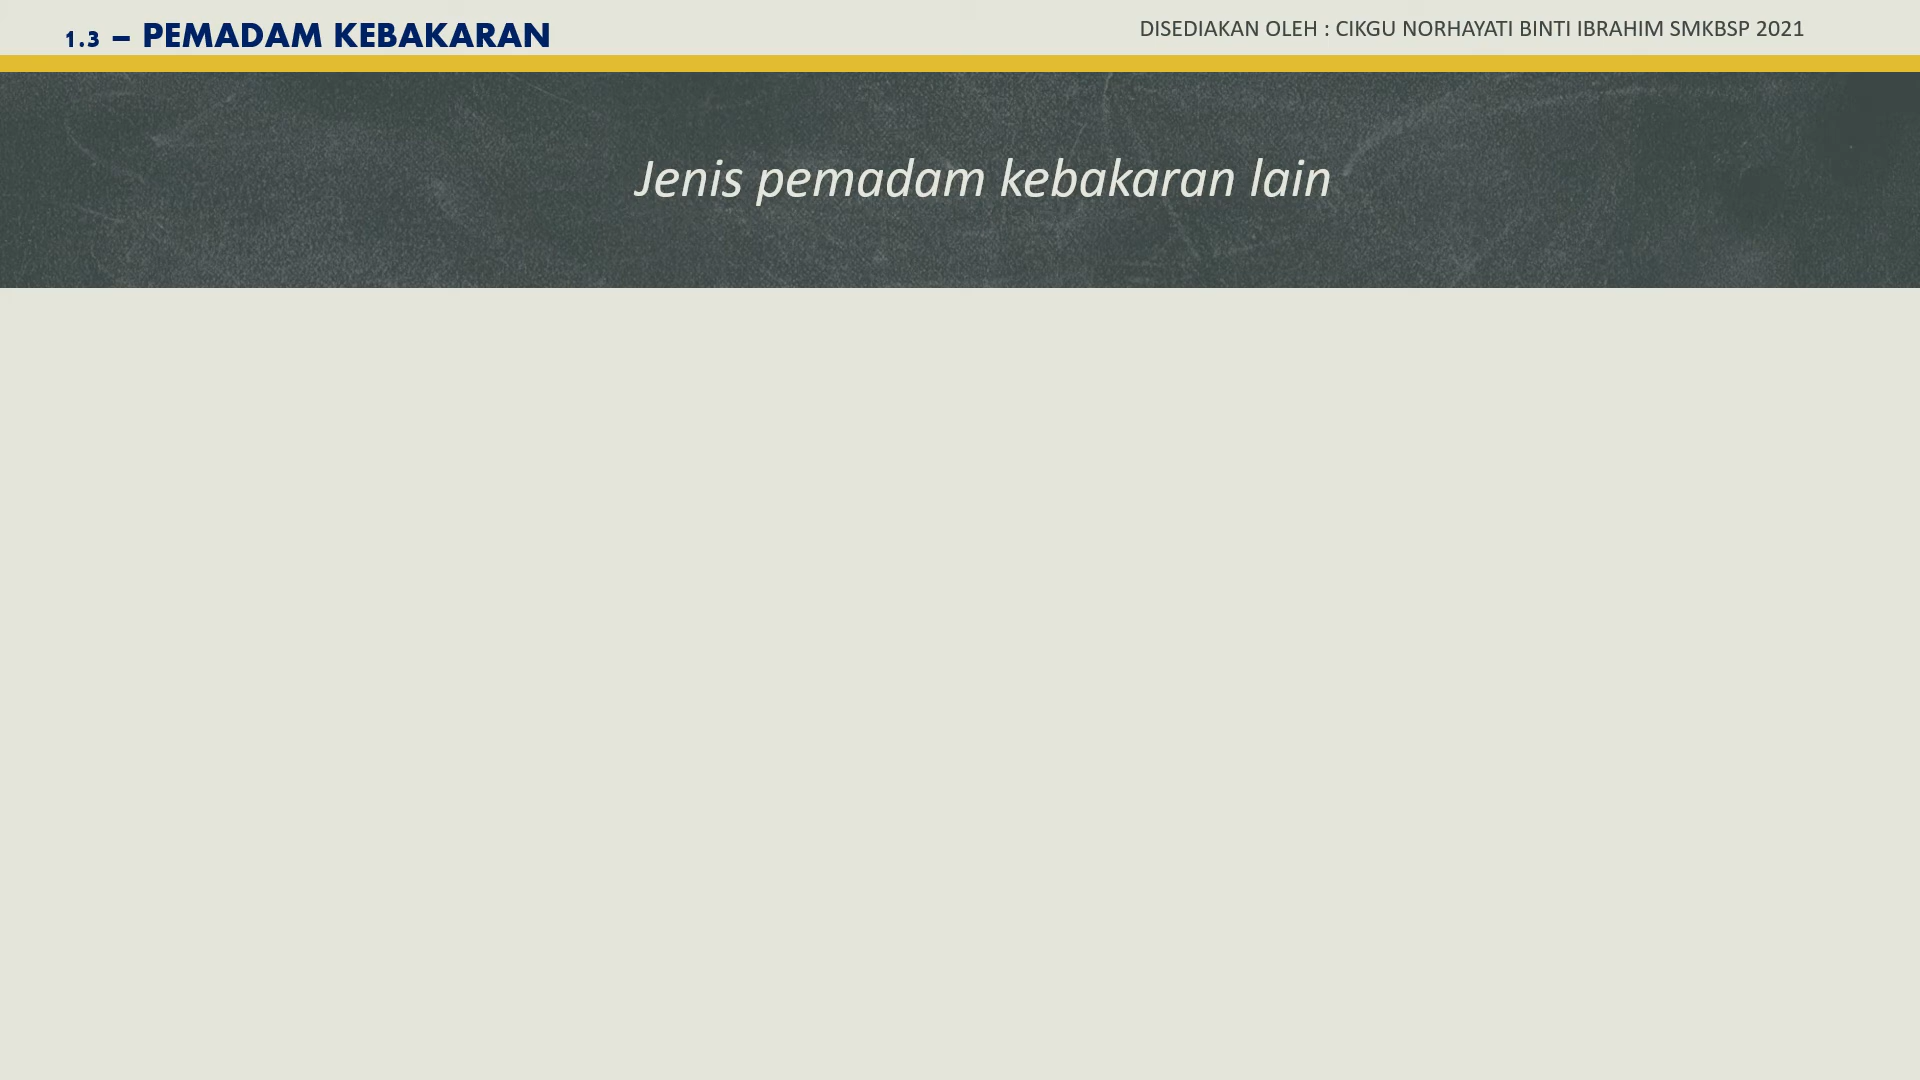 1.3 – PEMADAM KEBAKARAN
DISEDIAKAN OLEH : CIKGU NORHAYATI BINTI IBRAHIM SMKBSP 2021
Jenis pemadam kebakaran lain